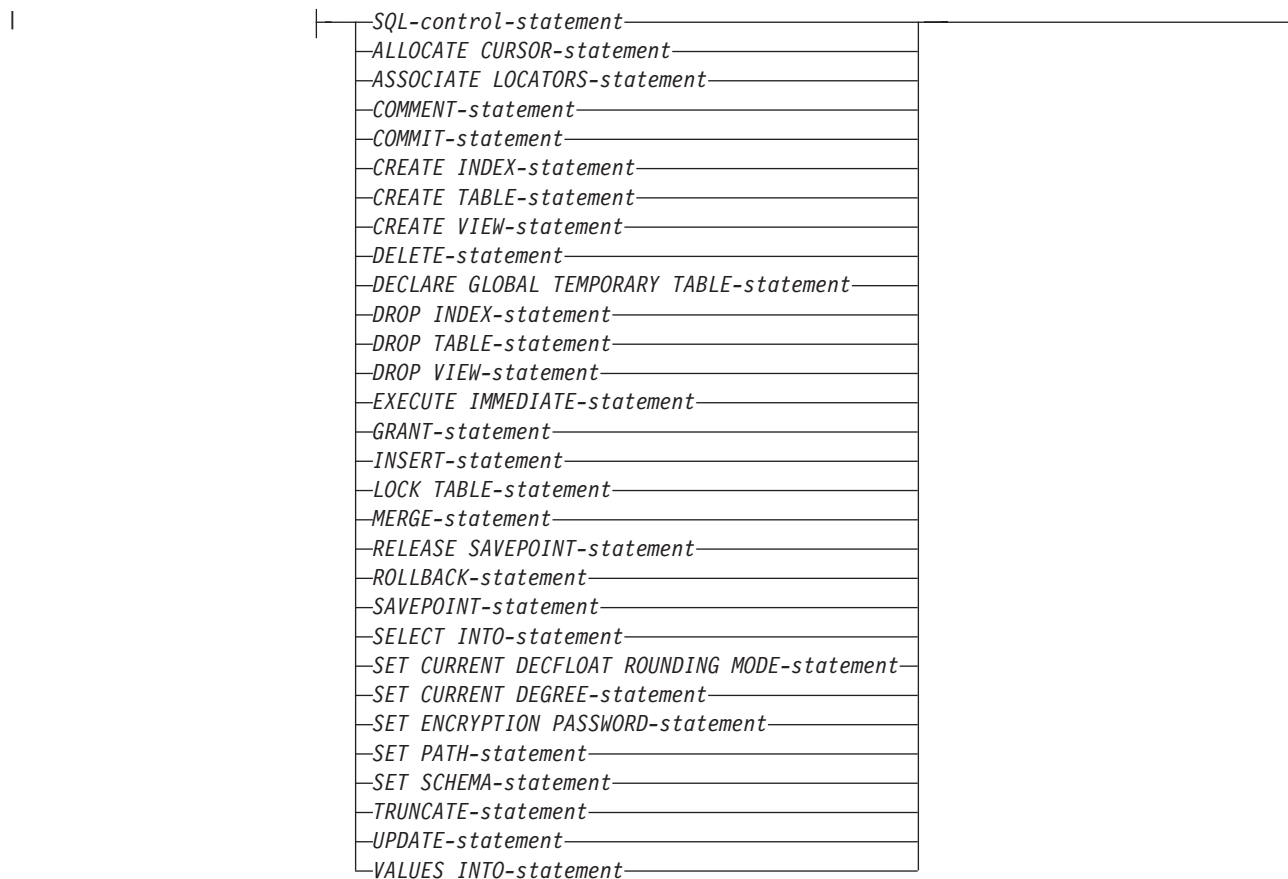 SQL-control-statement
ALLOCATE CURSOR-statement
ASSOCIATE LOCATORS-statement
COMMENT-statement
COMMIT-statement
CREATE INDEX-statement
CREATE TABLE-statement
CREATE VIEW-statement
DELETE-statement
DECLARE GLOBAL TEMPORARY TABLE-statement
DROP INDEX-statement
DROP TABLE-statement
DROP VIEW-statement
EXECUTE IMMEDIATE-statement
GRANT-statement
INSERT-statement
LOCK TABLE-statement
MERGE-statement
RELEASE SAVEPOINT-statement
ROLLBACK-statement
SAVEPOINT-statement
SELECT INTO-statement
SET CURRENT DECFLOAT ROUNDING MODE-statement
SET CURRENT DEGREE-statement
SET ENCRYPTION PASSWORD-statement
SET PATH-statement
SET SCHEMA-statement
TRUNCATE-statement
UPDATE-statement
VALUES INTO-statement